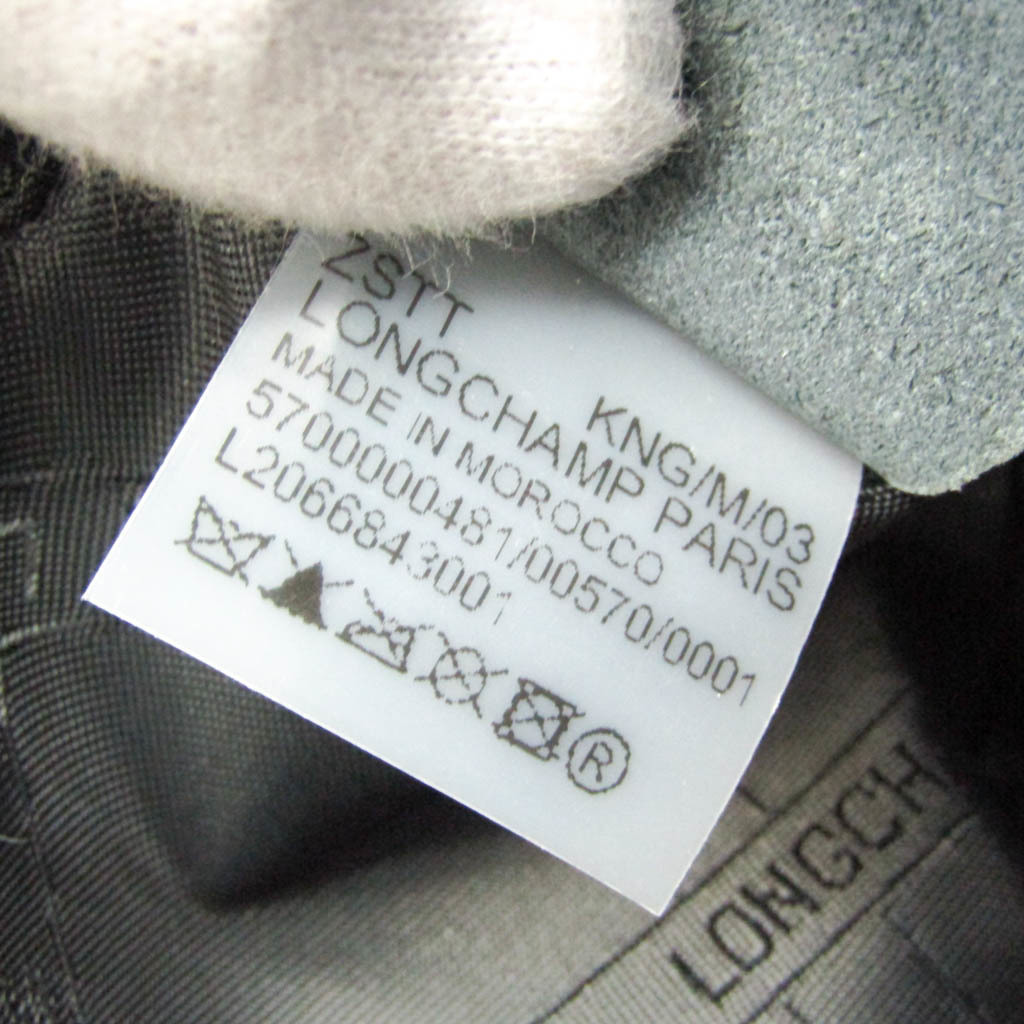 ZSTT KNG/M/03
LONGCHAMP PARIS
MADE IN MOROCCO
5700000481/00570/0001
L2066843001
R
LONGCH